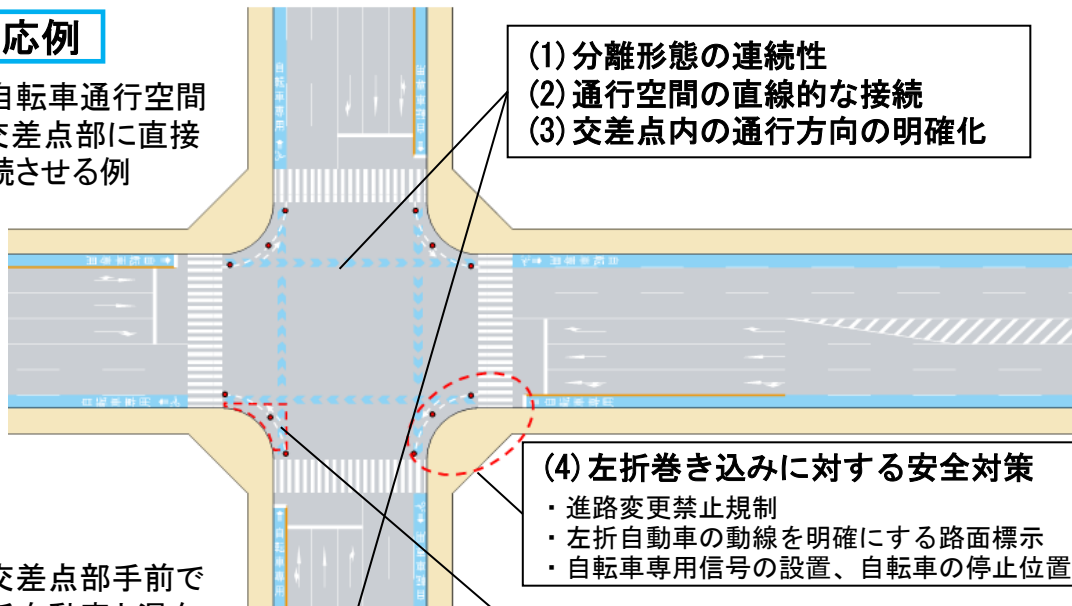 応例
自転車通行空間
交差点部に直接
続させる例
(1)分離形態の連続性
(2)通行空間の直線的な接続
(3)交差点内の通行方向の明確化
自転車専用
(4)左折巻き込みに対する安全対策
・進路変更禁止規制
・左折自動車の動線を明確にする路面標示
・自転車専用信号の設置、自転車の停止位置
交差点部手前で